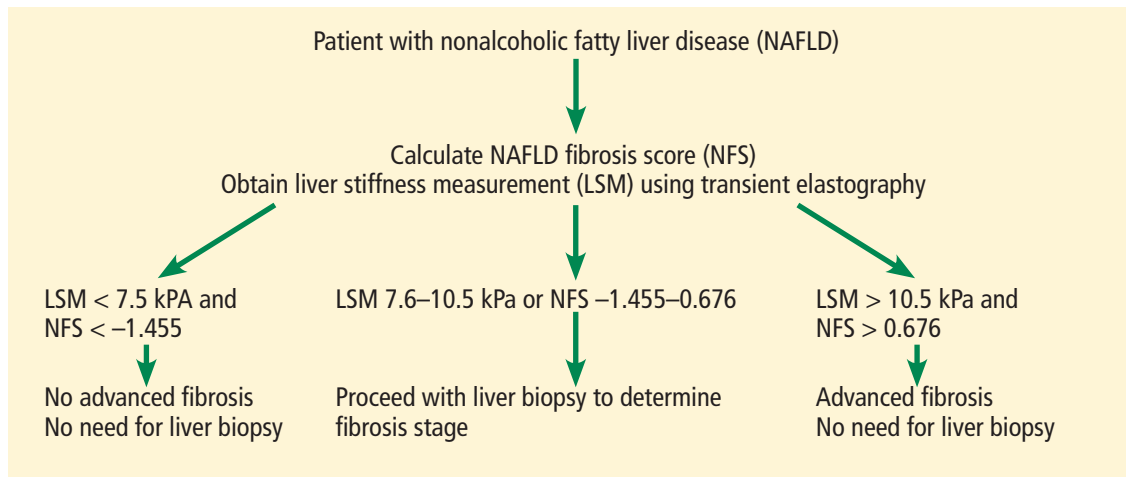 Patient with nonalcoholic fatty liver disease (NAFLD)
Calculate NAFLD fibrosis score (NFS)
Obtain liver stiffness measurement (LSM) using transient elastography
LSM < 7.5 kPA and
NFS < –1.455
No advanced fibrosis
No need for liver biopsy
LSM 7.6–10.5 kPa or NFS –1.455–0.676
Proceed with liver biopsy to determine
fibrosis stage
LSM > 10.5 kPa and
NFS > 0.676
Advanced fibrosis
No need for liver biopsy